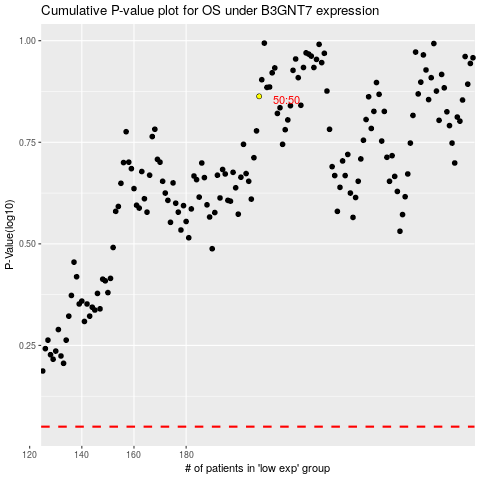 Cumulative P-value plot for OS under B3GNT7 expression
P-Value(log10)
1.00
0.75
0.50
0.25
50:50
120 140 160 180
# of patients in 'low exp' group